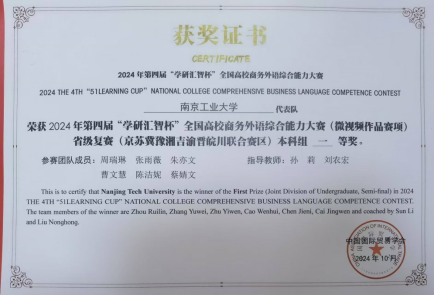 获奖证书
CERTIFICATE
2024 年第四届“学研汇智杯”全国高校商务外语综合能力大赛
2024 THE 4TH “51LEARNING CUP” NATIONAL COLLEGE COMPREHENSIVE BUSINESS LANGUAGE COMPETENCE CONTEST
南京工业大学 代表队
荣获 2024 年第四届“学研汇智杯”全国高校商务外语综合能力大赛（微视频作品赛项）
省级复赛（京苏冀豫湘吉渝晋皖川联合赛区）本科组 一 等奖。
参赛团队成员：周瑞琳 张雨薇 朱亦文 指导教师：孙 莉 刘农宏
曹文慧 陈洁妮 蔡婧文
This is to certify that Nanjing Tech University is the winner of the First Prize (Joint Division of Undergraduate, Semi-final) in 2024
THE 4TH “51LEARNING CUP” NATIONAL COLLEGE COMPREHENSIVE BUSINESS LANGUAGE COMPETENCE CONTEST.
The team members of the winner are Zhou Ruilin, Zhang Yuwei, Zhu Yiwen, Cao Wenhui, Chen Jieni, Cai Jingwen and coached by Sun Li
and Liu Nonghong.
中国国际贸易学会
2024 年 10 月